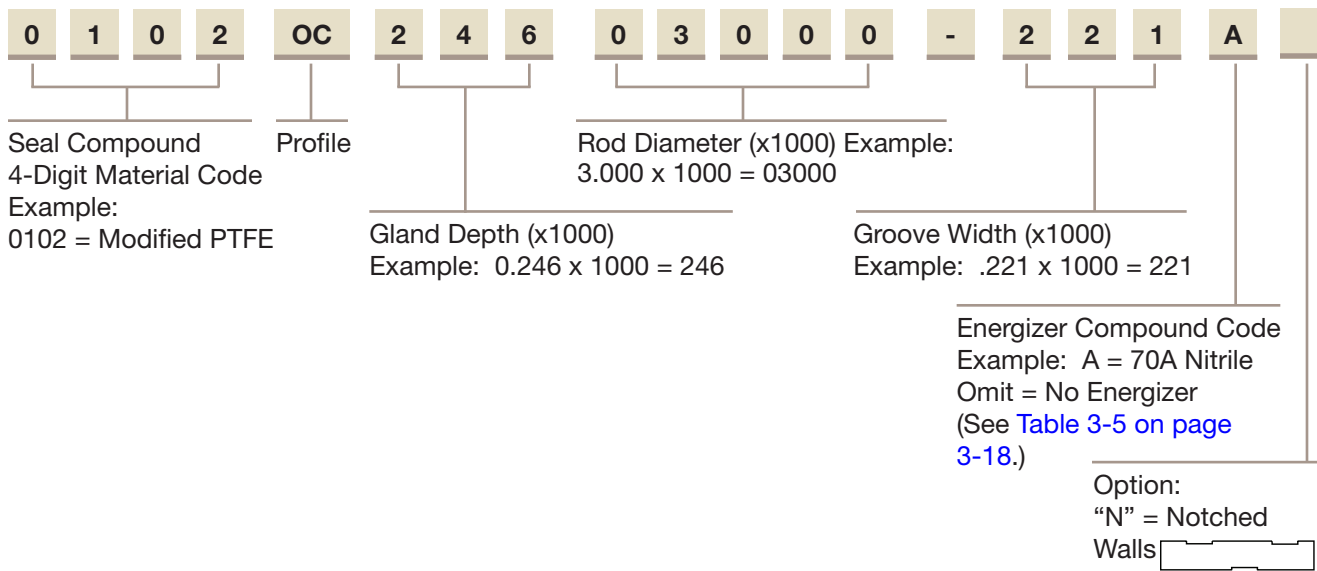 0 1 0 2 OC 2 4 6 0 3 0 0 0 - 2 2 1 A
Seal Compound
4-Digit Material Code
Example:
0102 = Modified PTFE
Profile
Gland Depth (x1000)
Example: 0.246 x 1000 = 246
Rod Diameter (x1000) Example:
3.000 x 1000 = 03000
Groove Width (x1000)
Example: .221 x 1000 = 221
Energizer Compound Code
Example: A = 70A Nitrile
Omit = No Energizer
(See Table 3-5 on page
3-18.)
Option:
“N” = Notched
Walls